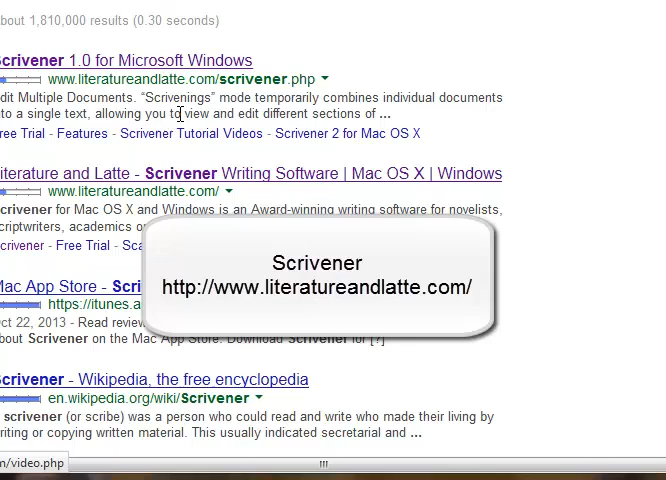 bout 1,810,000 results (0.30 seconds)
crivener 1.0 for Microsoft Windows
www.literatureandlatte.com/scrivener.php
dit Multiple Documents. “Scrivenings” mode temporarily combines individual documents
to a single text, allowing you to view and edit different sections of ...
ree Trial - Features - Scrivener Tutorial Videos - Scrivener 2 for Mac OS X
iterature and Latte - Scrivener Writing Software | Mac OS X | Windows
www.literatureandlatte.com/
crivener for Mac OS X and Windows is an Award-winning writing software for novelists,
criptwriters, academics o
crivener - Free Trial - Sca
Scrivener
http://www.literatureandlatte.com/
Mac App Store - Scri
https://itunes.a
Oct 22, 2013 - Read review
bout Scrivener on the Mac App Store. Download Scrivener for [?]
crivener - Wikipedia, the free encyclopedia
en.wikipedia.org/wiki/Scrivener
scrivener (or scribe) was a person who could read and write who made their living by
riting or copying written material. This usually indicated secretarial and ...
m/video.php